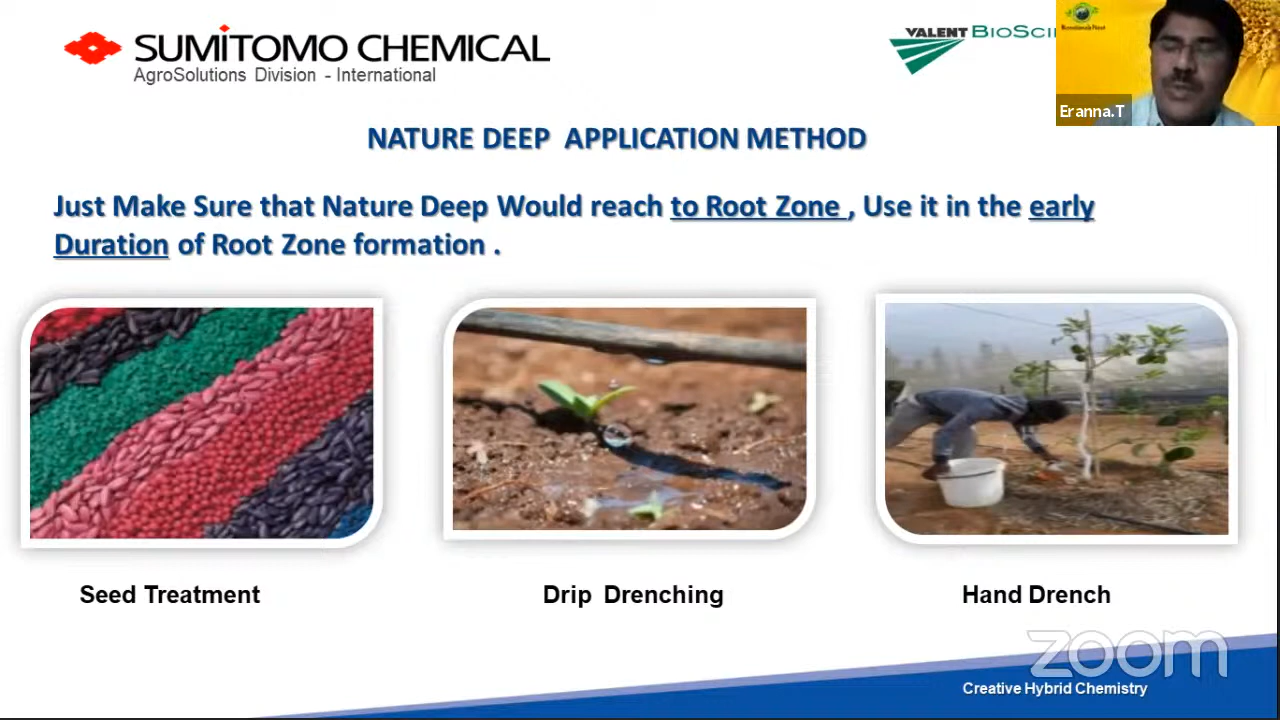 SUMITOMO CHEMICAL
AgroSolutions Division - International
VALENT
Eranna.T
NATURE DEEP APPLICATION METHOD
Just Make Sure that Nature Deep Would reach to Root Zone , Use it in the early
Duration of Root Zone formation .
Seed Treatment
Drip Drenching
Hand Drench
zoom
Creative Hybrid Chemistry